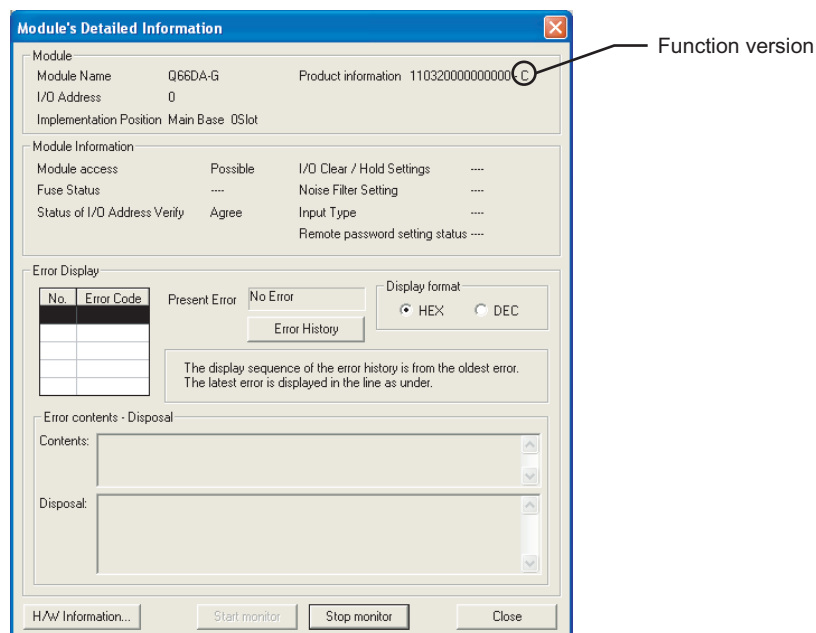 Module's Detailed Information
Function version
Module
Module Name Q66DA-G Product information 110320000000000 - C
I/O Address 0
Implementation Position Main Base 0Slot
Module Information
Module access Possible I/O Clear / Hold Settings ----
Fuse Status ---- Noise Filter Setting ----
Status of I/O Address Verify Agree Input Type ----
Remote password setting status ----
Error Display
No. Error Code Present Error No Error
Display format
HEX DEC
Error History
The display sequence of the error history is from the oldest error.
The latest error is displayed in the line as under.
Error contents - Disposal
Contents:
Disposal:
H/W Information... Start monitor Stop monitor Close